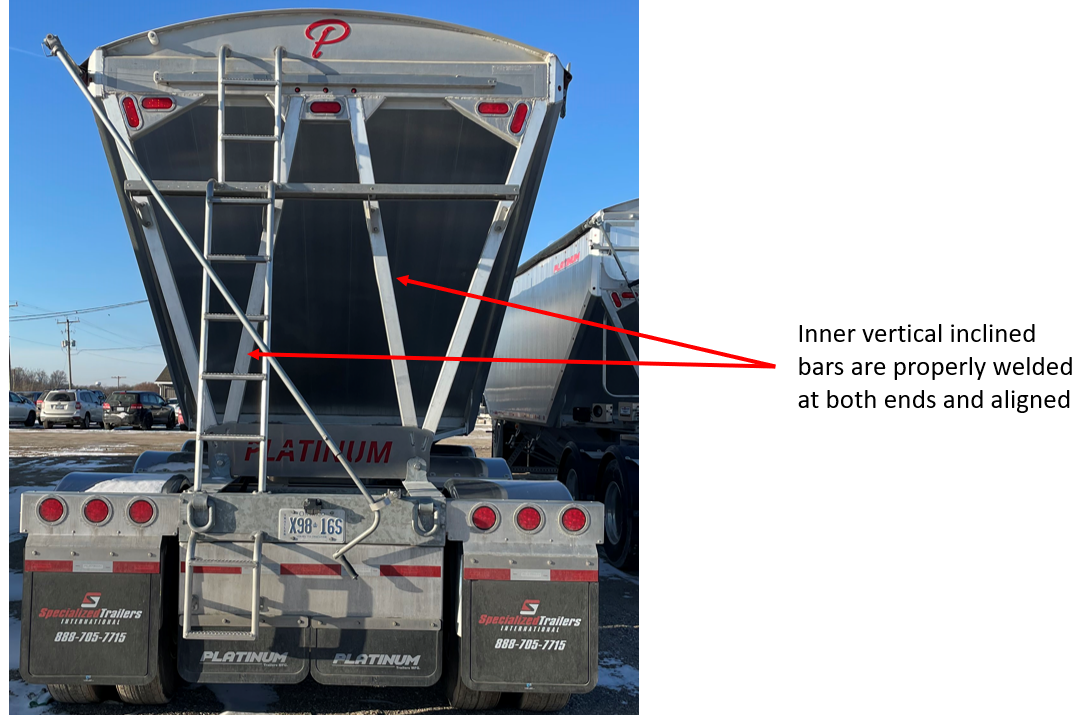 P
PLATINUM
Inner vertical inclined
bars are properly welded
at both ends and aligned
PLATINUM
X98 16S
SpecializedTrailers
INTERNATIONAL
888-705-7715
SpecializedTrailers
INTERNATIONAL
888-705-7715
PLATINUM
PLATINUM